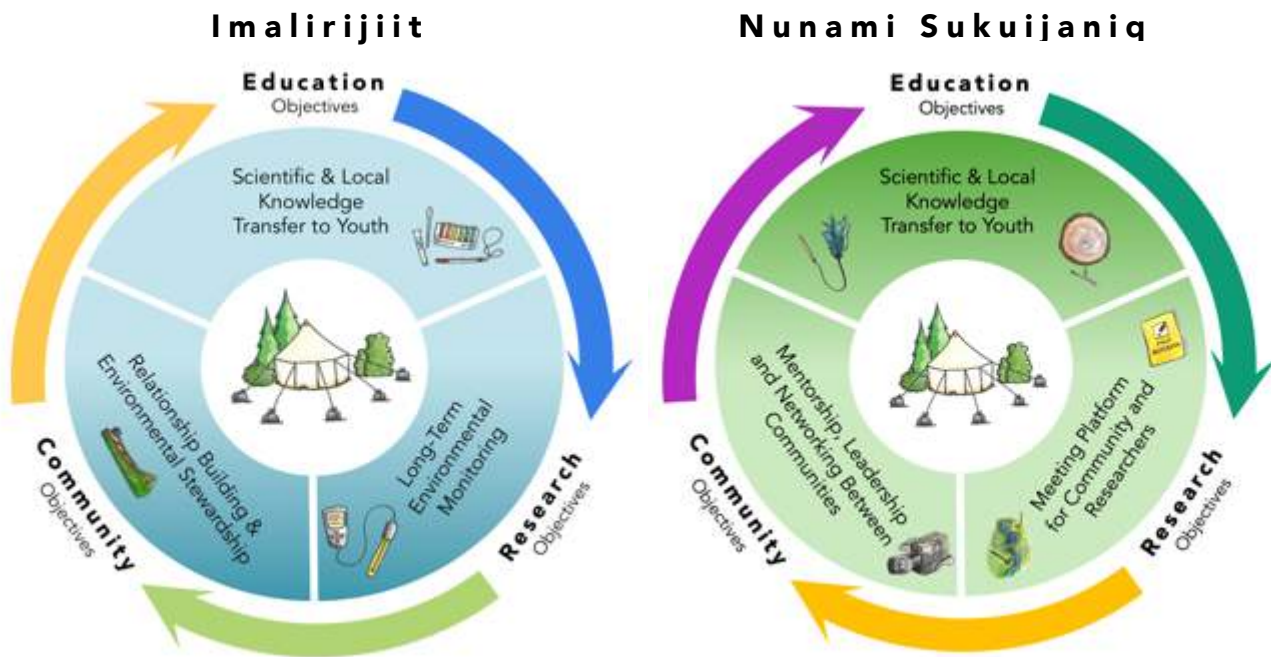 Imalirijiit
Education
Objectives
Scientific & Local
Knowledge
Transfer to Youth
Relationship Building &
Environmental Stewardship
Long-Term
Environmental
Monitoring
Community
Objectives
Research
Objectives
Nunami Sukuijaniq
Education
Objectives
Scientific & Local
Knowledge
Transfer to Youth
Mentorship, Leadership
and Networking Between
Communities
Meeting Platform
for Community and
Researchers
Community
Objectives
Research
Objectives